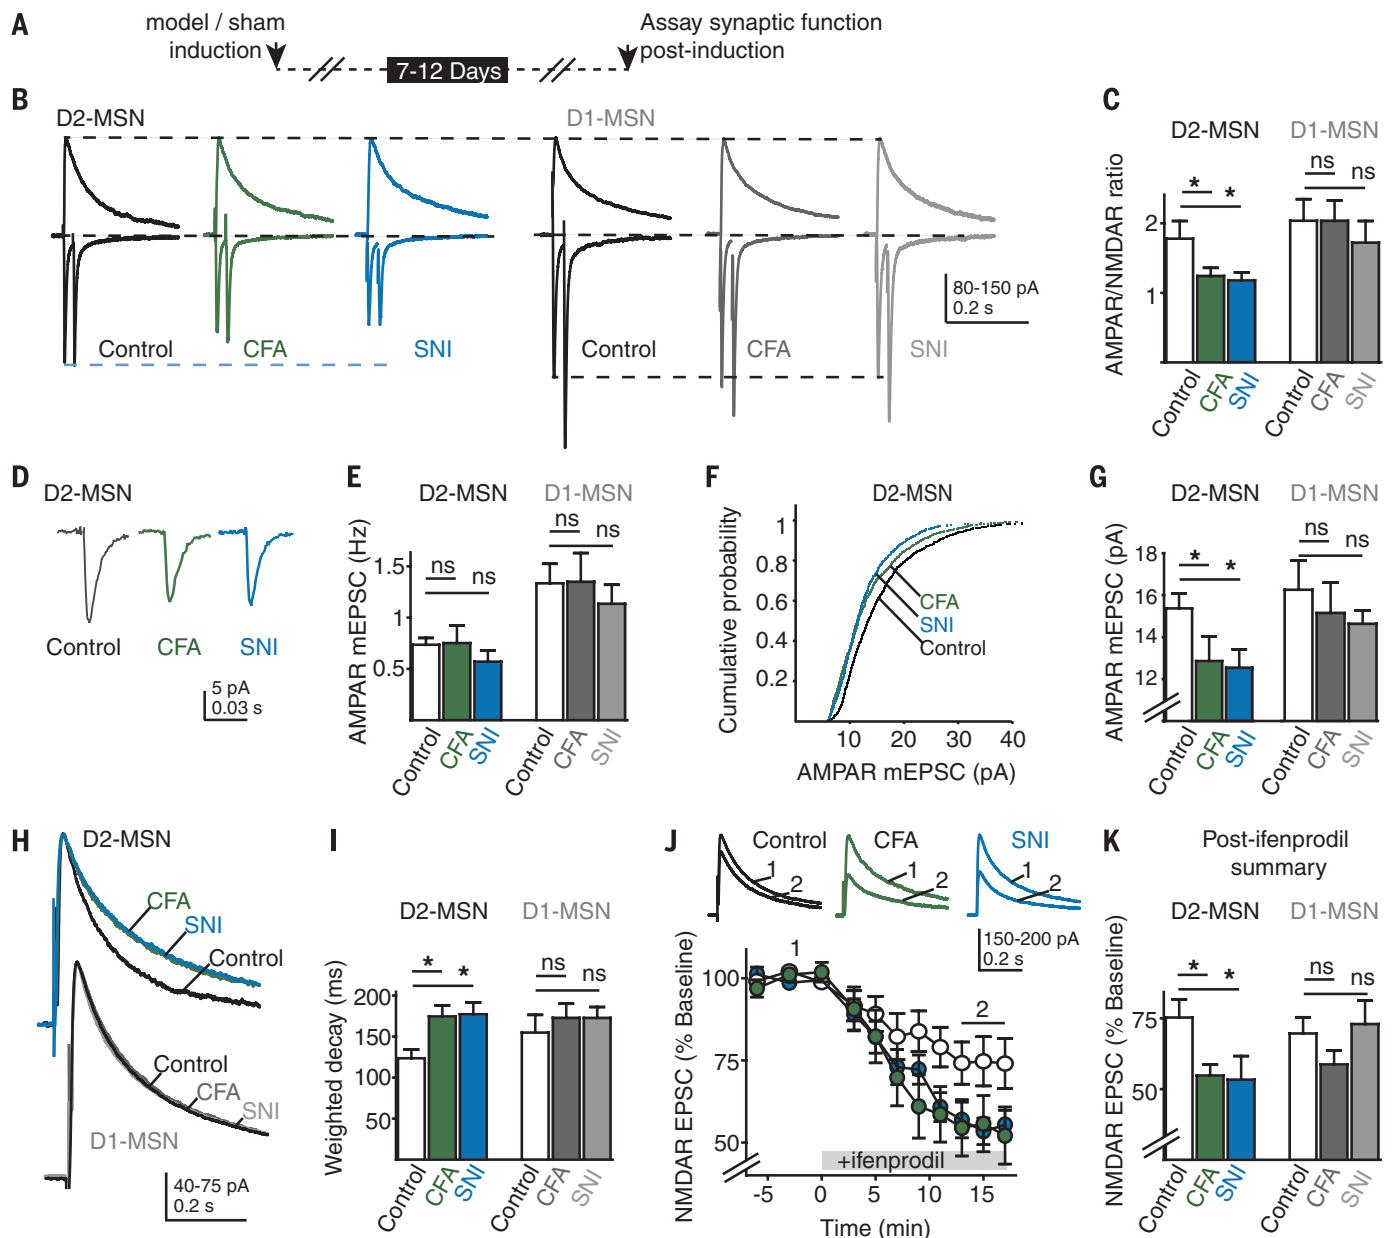 A
model / sham
induction
7-12 Days
Assay synaptic function
post-induction
B
D2-MSN
D1-MSN
Control
CFA
SNI
Control
CFA
SNI
80-150 pA
0.2 s
C
D2-MSN
D1-MSN
AMPAR/NMDAR ratio
2
1
*
*
ns
ns
Control
CFA
SNI
Control
CFA
SNI
D
D2-MSN
Control
CFA
SNI
5 pA
0.03 s
E
D2-MSN
D1-MSN
AMPAR mEPSC (Hz)
1.5
1
0.5
ns
ns
ns
ns
Control
CFA
SNI
Control
CFA
SNI
F
D2-MSN
Cumulative probability
1
0.8
0.6
0.4
0.2
CFA
SNI
Control
10
20
30
40
AMPAR mEPSC (pA)
G
D2-MSN
D1-MSN
AMPAR mEPSC (pA)
18
16
14
12
*
*
ns
ns
Control
CFA
SNI
Control
CFA
SNI
H
D2-MSN
CFA
SNI
Control
Control
CFA
SNI
D1-MSN
40-75 pA
0.2 s
I
D2-MSN
D1-MSN
Weighted decay (ms)
200
150
100
50
*
*
ns
ns
Control
CFA
SNI
Control
CFA
SNI
J
Control
CFA
SNI
1
2
1
2
1
2
150-200 pA
0.2 s
NMDAR EPSC (% Baseline)
100
75
50
1
2
+ifenprodil
-5
0
5
10
15
Time (min)
K
Post-ifenprodil
summary
D2-MSN
D1-MSN
NMDAR EPSC (% Baseline)
75
50
*
*
ns
ns
Control
CFA
SNI
Control
CFA
SNI